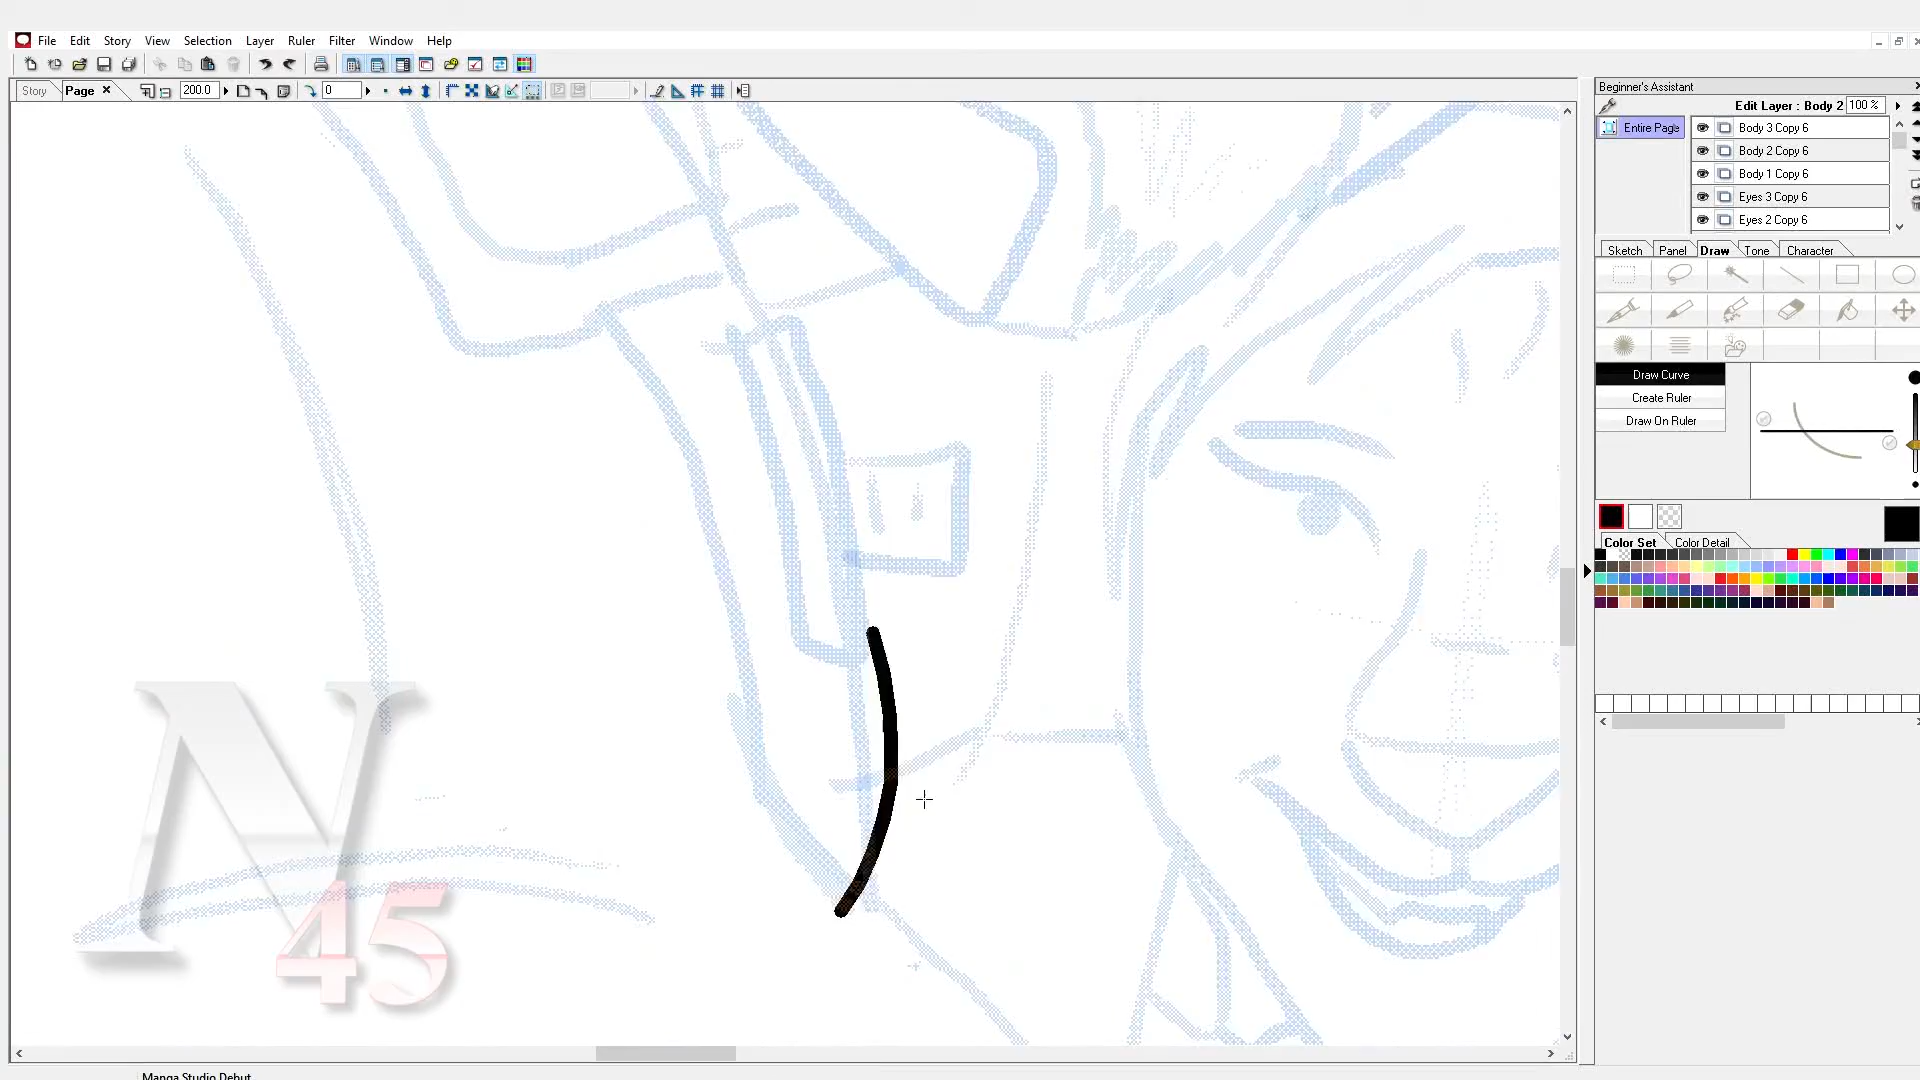 File Edit Story View Selection Layer Ruler Filter Window Help
Story Page 200.0 0
Beginner's Assistant
Edit Layer : Body 2 100 %
Entire Page
Body 3 Copy 6
Body 2 Copy 6
Body 1 Copy 6
Eyes 3 Copy 6
Eyes 2 Copy 6
Sketch Panel Draw Tone Character
Draw Curve
Create Ruler
Draw On Ruler
Color Set Color Detail
N
45
Manga Studio Debut